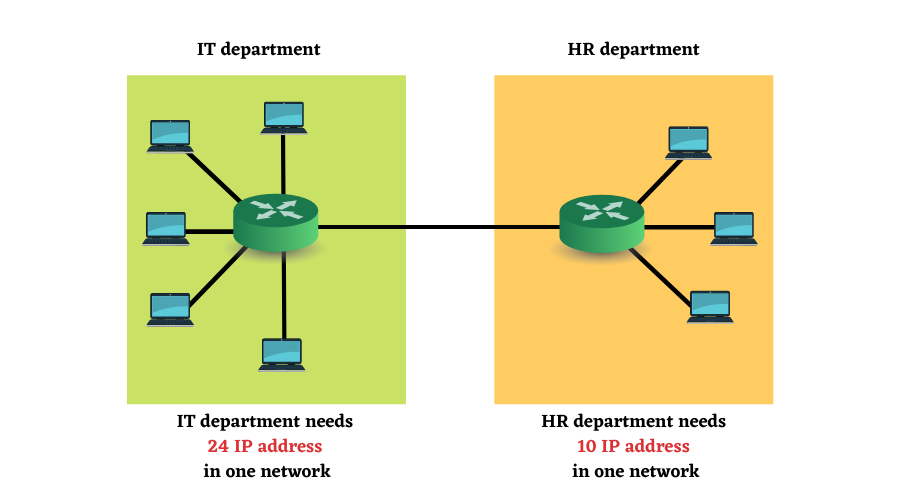 IT department
HR department
IT department needs
24 IP address
in one network
HR department needs
10 IP address
in one network